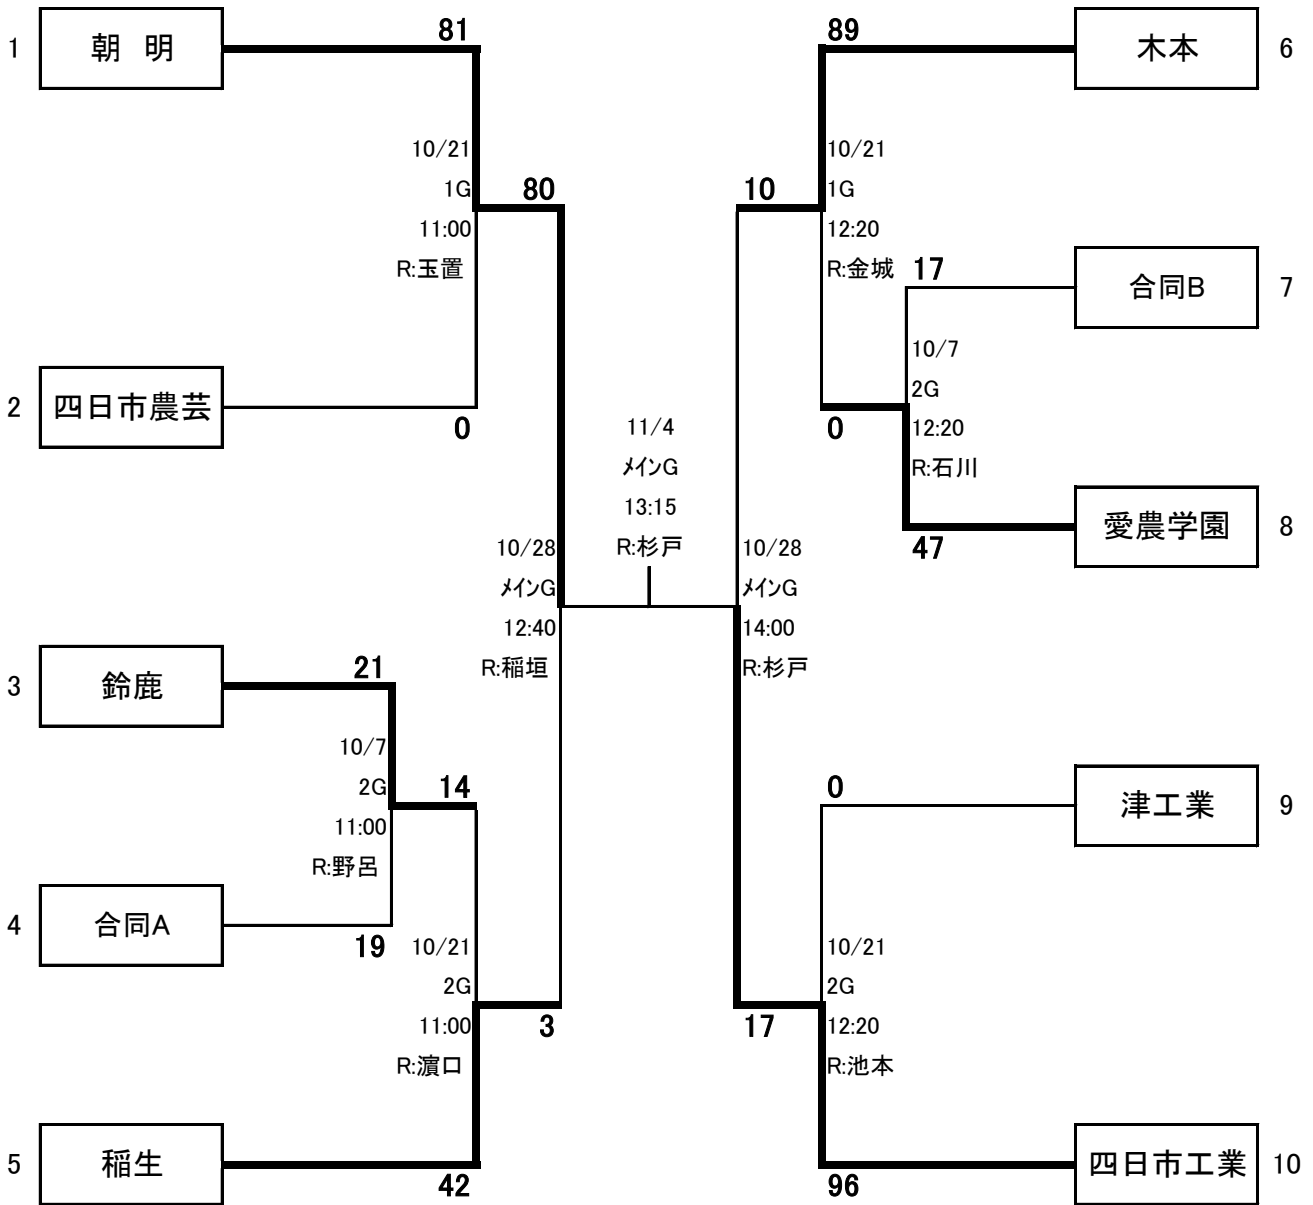 1
朝　明
81
10/21
1G
11:00
R:玉置
80
2
四日市農芸
0
3
鈴鹿
21
10/7
2G
11:00
R:野呂
14
4
合同A
19
10/21
2G
11:00
R:濵口
3
5
稲生
42
10/28
ﾒｲﾝG
12:40
R:稲垣
11/4
ﾒｲﾝG
13:15
R:杉戸
10/28
ﾒｲﾝG
14:00
R:杉戸
89
木本
6
10
10/21
1G
12:20
R:金城
17
合同B
7
10/7
2G
12:20
R:石川
0
47
愛農学園
8
0
津工業
9
17
10/21
2G
12:20
R:池本
96
四日市工業
10